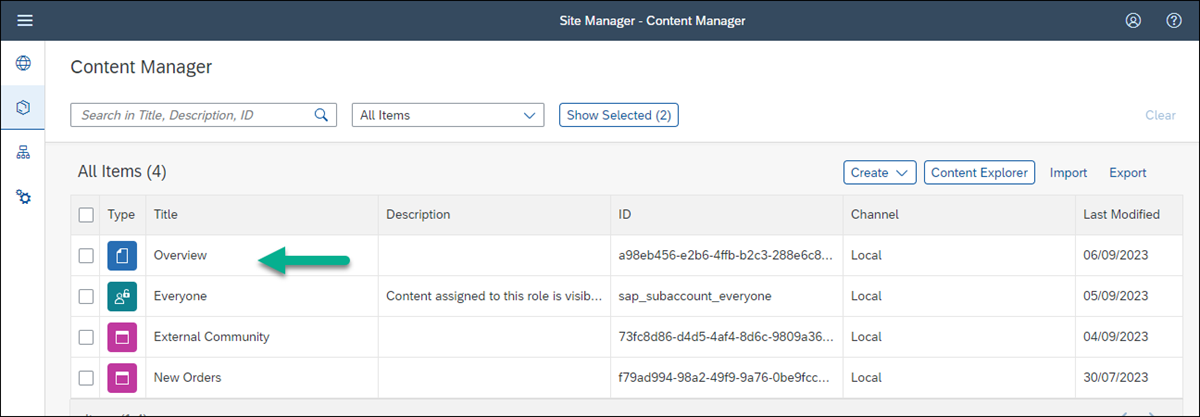 Site Manager - Content Manager
Content Manager
Search in Title, Description, ID All Items Show Selected (2) Clear
All Items (4) Create Content Explorer Import Export
Type Title Description ID Channel Last Modified
Overview a98eb456-e2b6-4ffb-b2c3-288e6c8... Local 06/09/2023
Everyone Content assigned to this role is visib... sap_subaccount_everyone Local 05/09/2023
External Community 73fc8d86-d4d5-4af4-8d6c-9809a36... Local 04/09/2023
New Orders f79ad994-98a2-49f9-9a76-0be9fcc... Local 30/07/2023